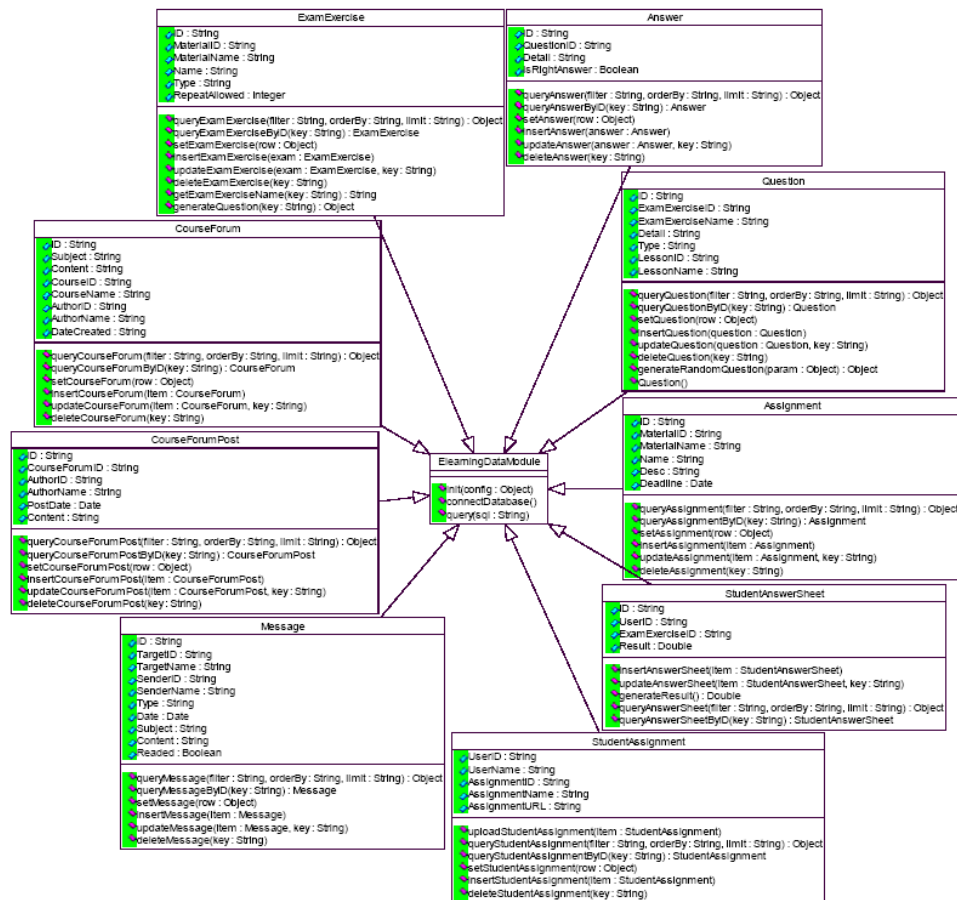 ExamExercise
ID : String
MaterialID : String
MaterialName : String
Name : String
Type : String
RepeatAllowed : Integer
queryExamExercise(filter : String, orderBy : String, limit : String) : Object
queryExamExerciseByID(key : String) : ExamExercise
setExamExercise(row : Object)
insertExamExercise(exam : ExamExercise)
updateExamExercise(exam : ExamExercise, key : String)
deleteExamExercise(key : String)
getExamExerciseName(key : String) : String
generateQuestion(key : String) : Object
Answer
ID : String
QuestionID : String
Detail : String
IsRightAnswer : Boolean
queryAnswer(filter : String, orderBy : String, limit : String) : Object
queryAnswerByID(key : String) : Answer
setAnswer(row : Object)
insertAnswer(answer : Answer)
updateAnswer(answer : Answer, key : String)
deleteAnswer(key : String)
Question
ID : String
ExamExerciseID : String
ExamExerciseName : String
Detail : String
Type : String
LessonID : String
LessonName : String
queryQuestion(filter : String, orderBy : String, limit : String) : Object
queryQuestionByID(key : String) : Question
setQuestion(row : Object)
insertQuestion(question : Question)
updateQuestion(question : Question, key : String)
deleteQuestion(key : String)
generateRandomQuestion(param : Object) : Object
Question()
CourseForum
ID : String
Subject : String
Content : String
CourseID : String
CourseName : String
AuthorID : String
AuthorName : String
DateCreated : String
queryCourseForum(filter : String, orderBy : String, limit : String) : Object
queryCourseForumByID(key : String) : CourseForum
setCourseForum(row : Object)
insertCourseForum(item : CourseForum)
updateCourseForum(item : CourseForum, key : String)
deleteCourseForum(key : String)
Assignment
ID : String
MaterialID : String
MaterialName : String
Name : String
Desc : String
Deadline : Date
queryAssignment(filter : String, orderBy : String, limit : String) : Object
queryAssignmentByID(key : String) : Assignment
setAssignment(row : Object)
insertAssignment(item : Assignment)
updateAssignment(item : Assignment, key : String)
deleteAssignment(key : String)
CourseForumPost
ID : String
CourseForumID : String
AuthorID : String
AuthorName : String
PostDate : Date
Content : String
queryCourseForumPost(filter : String, orderBy : String, limit : String) : Object
queryCourseForumPostByID(key : String) : CourseForumPost
setCourseForumPost(row : Object)
insertCourseForumPost(item : CourseForumPost)
updateCourseForumPost(item : CourseForumPost, key : String)
deleteCourseForumPost(key : String)
ElearningDataModule
init(config : Object)
connectDatabase()
query(sql : String)
StudentAnswerSheet
ID : String
UserID : String
ExamExerciseID : String
Result : Double
insertAnswerSheet(item : StudentAnswerSheet)
updateAnswerSheet(item : StudentAnswerSheet, key : String)
generateResult() : Double
queryAnswerSheet(filter : String, orderBy : String, limit : String) : Object
queryAnswerSheetByID(key : String) : StudentAnswerSheet
Message
ID : String
TargetID : String
TargetName : String
SenderID : String
SenderName : String
Type : String
Date : Date
Subject : String
Content : String
Readed : Boolean
queryMessage(filter : String, orderBy : String, limit : String) : Object
queryMessageByID(key : String) : Message
setMessage(row : Object)
insertMessage(item : Message)
updateMessage(item : Message, key : String)
deleteMessage(key : String)
StudentAssignment
UserID : String
UserName : String
AssignmentID : String
AssignmentName : String
AssignmentURL : String
uploadStudentAssignment(item : StudentAssignment)
queryStudentAssignment(filter : String, orderBy : String, limit : String) : Object
queryStudentAssignmentByID(key : String) : StudentAssignment
setStudentAssignment(row : Object)
insertStudentAssignment(item : StudentAssignment)
deleteStudentAssignment(key : String)